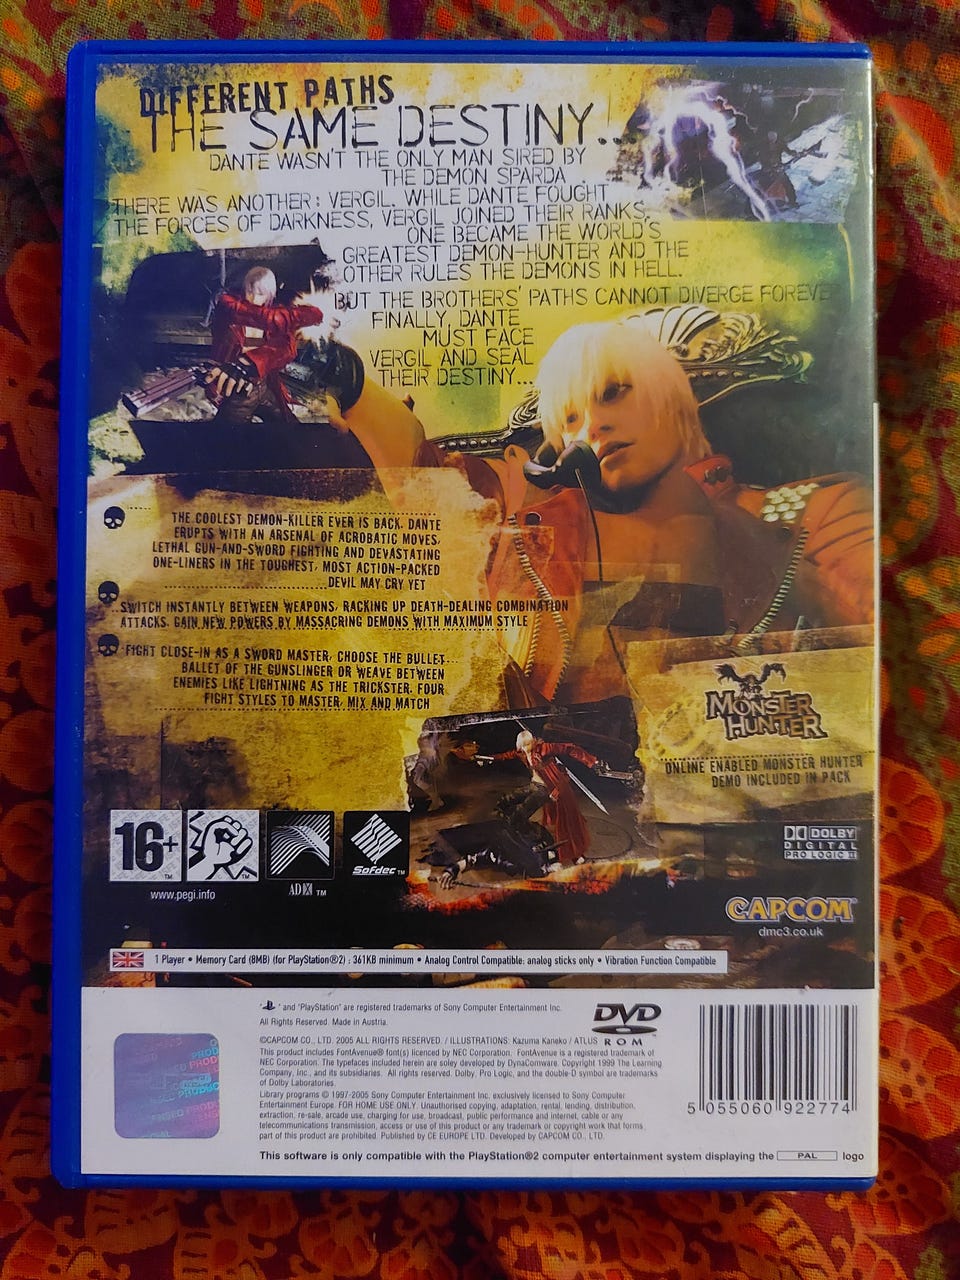 DIFFERENT PATHS
THE SAME DESTINY...
DANTE WASN'T THE ONLY MAN SIRED BY
THE DEMON SPARDA
THERE WAS ANOTHER: VERGIL. WHILE DANTE FOUGHT
THE FORCES OF DARKNESS, VERGIL JOINED THEIR RANKS.
ONE BECAME THE WORLD'S
GREATEST DEMON-HUNTER AND THE
OTHER RULES THE DEMONS IN HELL.
BUT THE BROTHERS' PATHS CANNOT DIVERGE FOREVE
FINALLY, DANTE
MUST FACE
VERGIL AND SEAL
THEIR DESTINY...
THE COOLEST DEMON-KILLER EVER IS BACK. DANTE
ERUPTS WITH AN ARSENAL OF ACROBATIC MOVES,
LETHAL GUN-AND-SWORD FIGHTING AND DEVASTATING
ONE-LINERS IN THE TOUGHEST, MOST ACTION-PACKED
DEVIL MAY CRY YET
SWITCH INSTANTLY BETWEEN WEAPONS, RACKING UP DEATH-DEALING COMBINATION
ATTACKS. GAIN NEW POWERS BY MASSACRING DEMONS WITH MAXIMUM STYLE
FIGHT CLOSE-IN AS A SWORD MASTER, CHOOSE THE BULLET...
BALLET OF THE GUNSLINGER OR WEAVE BETWEEN
ENEMIES LIKE LIGHTNING AS THE TRICKSTER. FOUR
FIGHT STYLES TO MASTER, MIX AND MATCH
MONSTER
HUNTER
ONLINE ENABLED MONSTER HUNTER
DEMO INCLUDED IN PACK
16+
TM
TM
www.pegi.info
ADX TM
Sofdec TM
DOLBY
DIGITAL
PRO LOGIC II
CAPCOM
dmc3.co.uk
1 Player • Memory Card (8MB) (for PlayStation®2) : 361KB minimum • Analog Control Compatible: analog sticks only • Vibration Function Compatible
" " and "PlayStation" are registered trademarks of Sony Computer Entertainment Inc.
All Rights Reserved. Made in Austria.
DVD
ROM
©CAPCOM CO., LTD. 2005 ALL RIGHTS RESERVED. / ILLUSTRATIONS: Kazuma Kaneko / ATLUS
This product includes FontAvenue® font(s) licenced by NEC Corporation. FontAvenue is a registered trademark of
NEC Corporation. The typefaces included herein are soley developed by DynaComware. Copyright 1999 The Learning
Company, Inc., and its subsidiaries. All rights reserved. Dolby, Pro Logic, and the double-D symbol are trademarks
of Dolby Laboratories.
Library programs © 1997-2005 Sony Computer Entertainment Inc. exclusively licensed to Sony Computer
Entertainment Europe. FOR HOME USE ONLY. Unauthorised copying, adaptation, rental, lending, distribution,
extraction, re-sale, arcade use, charging for use, broadcast, public performance and internet, cable or any
telecommunications transmission, access or use of this product or any trademark or copyright work that forms
part of this product are prohibited. Published by CE EUROPE LTD. Developed by CAPCOM CO., LTD.
5 055060 922774
This software is only compatible with the PlayStation®2 computer entertainment system displaying the PAL logo